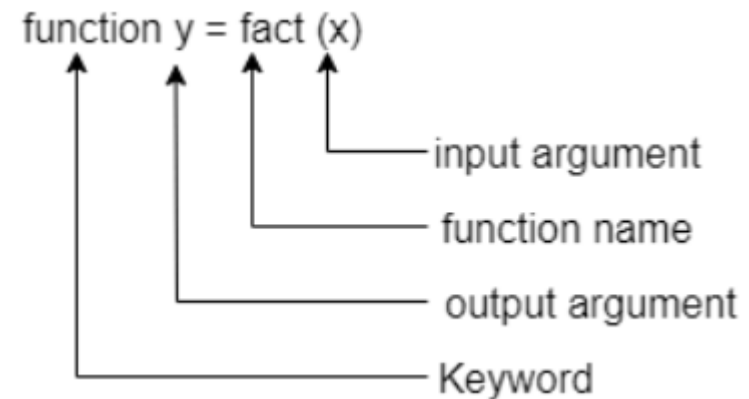 function y = fact (x)
input argument
function name
output argument
Keyword